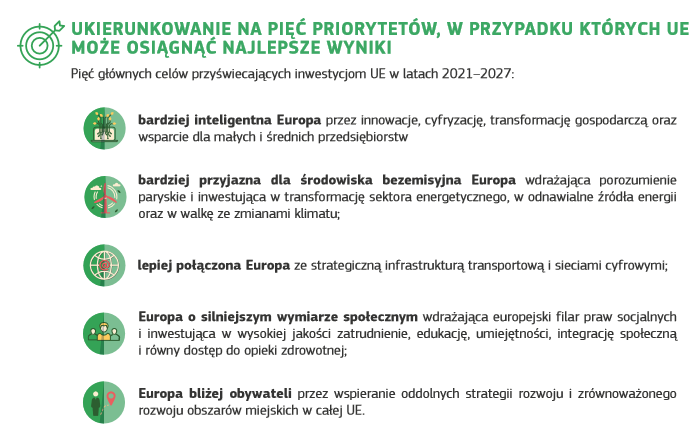 UKIERUNKOWANIE NA PIĘĆ PRIORYTETÓW, W PRZYPADKU KTÓRYCH UE
MOŻE OSIĄGNĄĆ NAJLEPSZE WYNIKI
Pięć głównych celów przyświecających inwestycjom UE w latach 2021–2027:
bardziej inteligentna Europa przez innowacje, cyfryzację, transformację gospodarczą oraz
wsparcie dla małych i średnich przedsiębiorstw
bardziej przyjazna dla środowiska bezemisyjna Europa wdrażająca porozumienie
paryskie i inwestująca w transformację sektora energetycznego, w odnawialne źródła energii
oraz w walkę ze zmianami klimatu;
lepiej połączona Europa ze strategiczną infrastrukturą transportową i sieciami cyfrowymi;
Europa o silniejszym wymiarze społecznym wdrażająca europejski filar praw socjalnych
i inwestująca w wysokiej jakości zatrudnienie, edukację, umiejętności, integrację społeczną
i równy dostęp do opieki zdrowotnej;
Europa bliżej obywateli przez wspieranie oddolnych strategii rozwoju i zrównoważonego
rozwoju obszarów miejskich w całej UE.